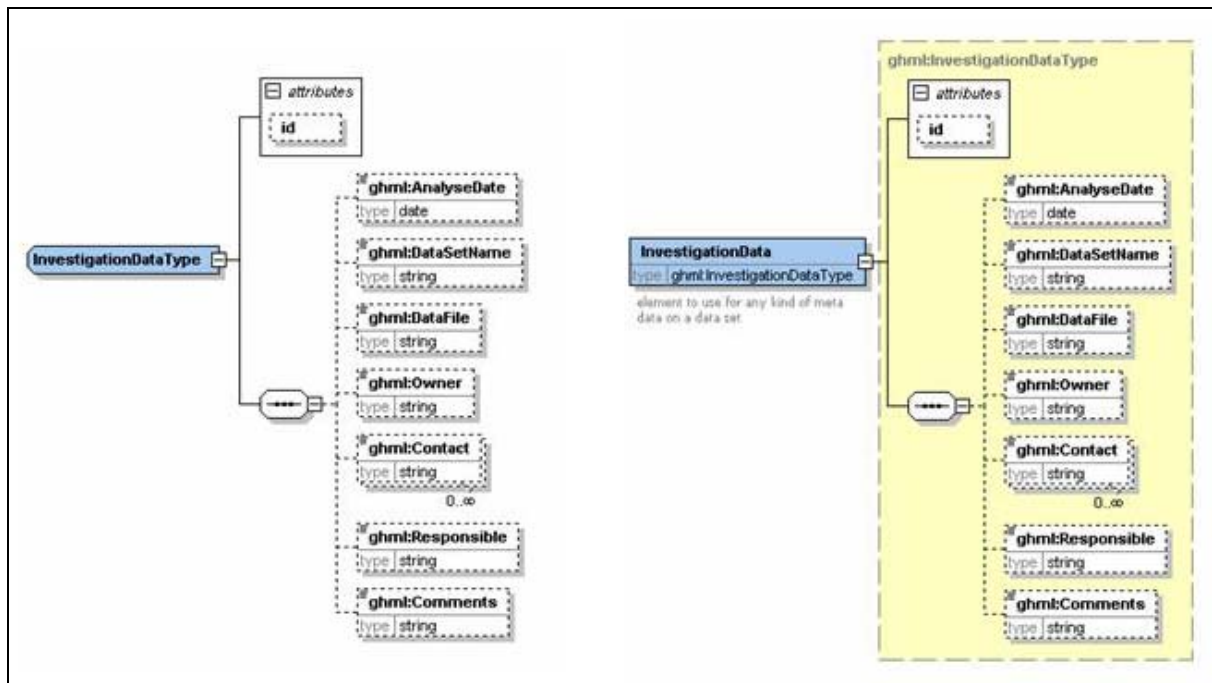 attributes
id
ghml:AnalyseDate
type date
ghml:DataSetName
type string
ghml:DataFile
type string
InvestigationDataType
ghml:Owner
type string
ghml:Contact
type string
0..∞
ghml:Responsible
type string
ghml:Comments
type string
ghml:InvestigationDataType
attributes
id
ghml:AnalyseDate
type date
InvestigationData
type ghml:InvestigationDataType
element to use for any kind of meta
data on a data set
ghml:DataSetName
type string
ghml:DataFile
type string
ghml:Owner
type string
ghml:Contact
type string
0..∞
ghml:Responsible
type string
ghml:Comments
type string